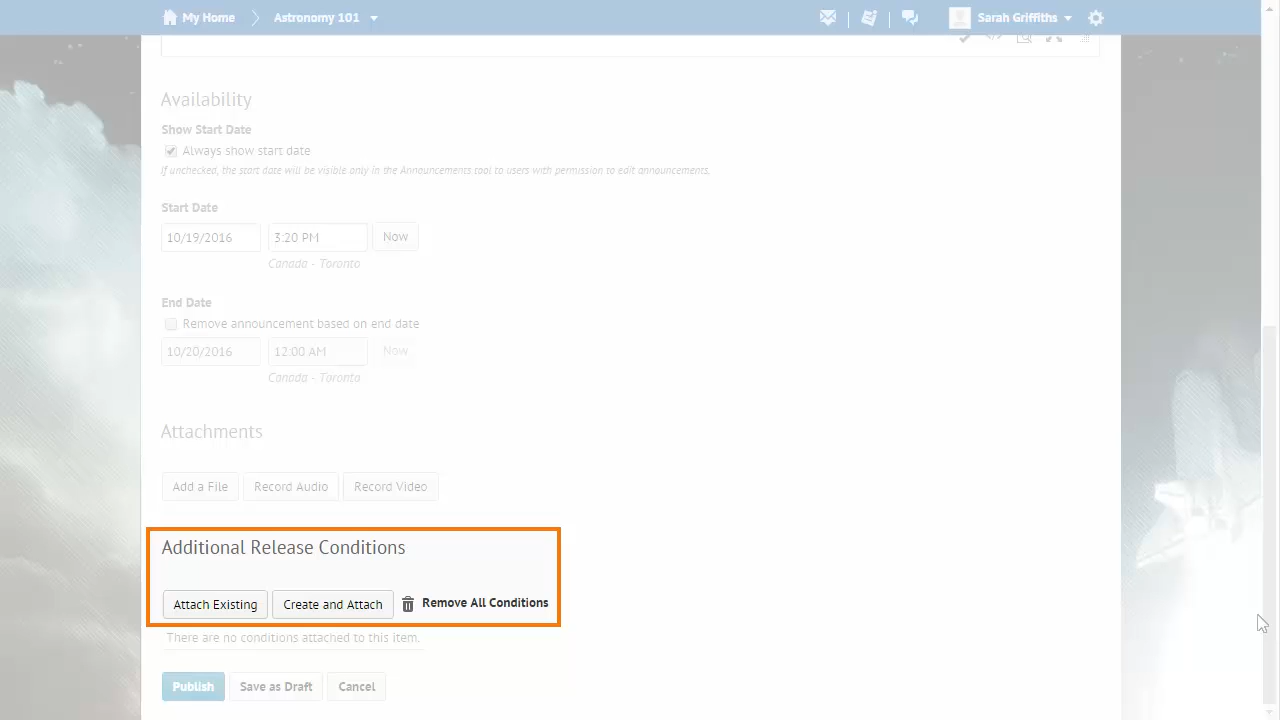 My Home Astronomy 101 Sarah Griffiths
Availability
Show Start Date
Always show start date
If unchecked, the start date will be visible only in the Announcements tool to users with permission to edit announcements.
Start Date
10/19/2016 3:20 PM Now
Canada - Toronto
End Date
Remove announcement based on end date
10/20/2016 12:00 AM Now
Canada - Toronto
Attachments
Add a File Record Audio Record Video
Additional Release Conditions
Attach Existing Create and Attach Remove All Conditions
There are no conditions attached to this item.
Publish Save as Draft Cancel